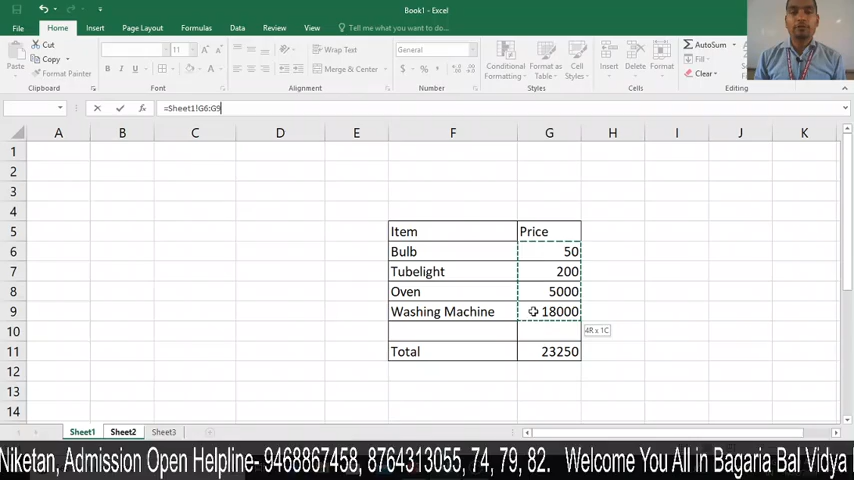 Book1 - Excel
File Home Insert Page Layout Formulas Data Review View Tell me what you want to do...
Cut
Copy
Format Painter
Paste
Clipboard
11
A A
B I U
Font
Wrap Text
Merge & Center
Alignment
General
$ % ,
Number
Conditional Formatting
Format as Table
Cell Styles
Styles
Insert Delete Format
Cells
AutoSum
Fill
Clear
Editing
fx =Sheet1!G6:G9
A B C D E F G H I J K
1
2
3
4
5 Item Price
6 Bulb 50
7 Tubelight 200
8 Oven 5000
9 Washing Machine 18000
10 4R x 1C
11 Total 23250
12
13
14
Sheet1 Sheet2 Sheet3
Niketan, Admission Open Helpline- 9468867458, 8764313055, 74, 79, 82. Welcome You All in Bagaria Bal Vidya